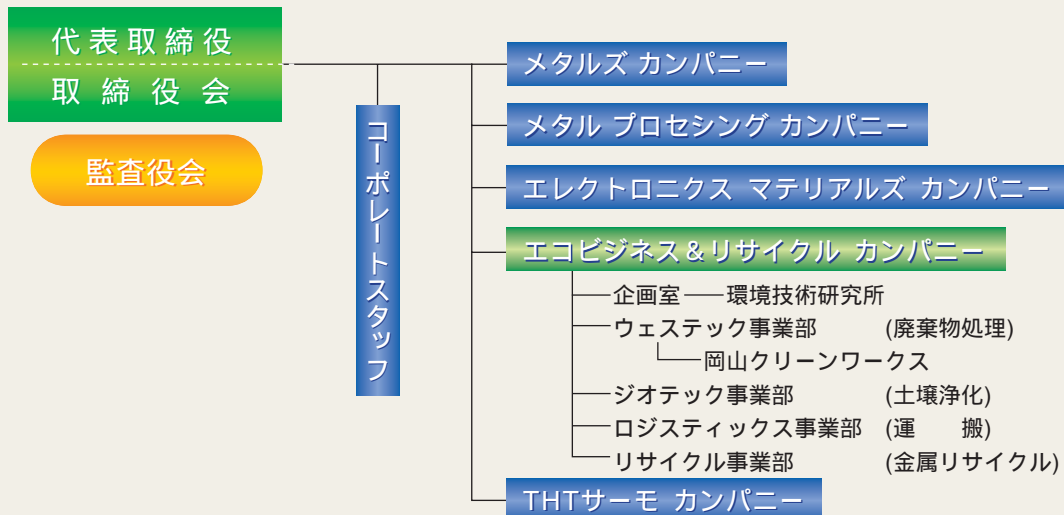 代表取締役
取締役会
監査役会
コーポレートスタッフ
メタルズ カンパニー
メタル プロセシング カンパニー
エレクトロニクス マテリアルズ カンパニー
エコビジネス&リサイクル カンパニー
企画室 環境技術研究所
ウェステック事業部 (廃棄物処理)
岡山クリーンワークス
ジオテック事業部 (土壌浄化)
ロジスティックス事業部 (運 搬)
リサイクル事業部 (金属リサイクル)
THTサーモ カンパニー